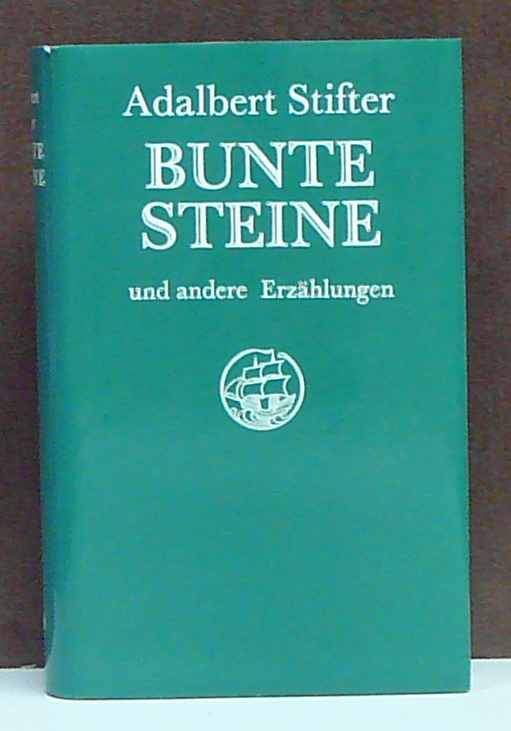 Adalbert Stifter
BUNTE
STEINE
und andere Erzählungen